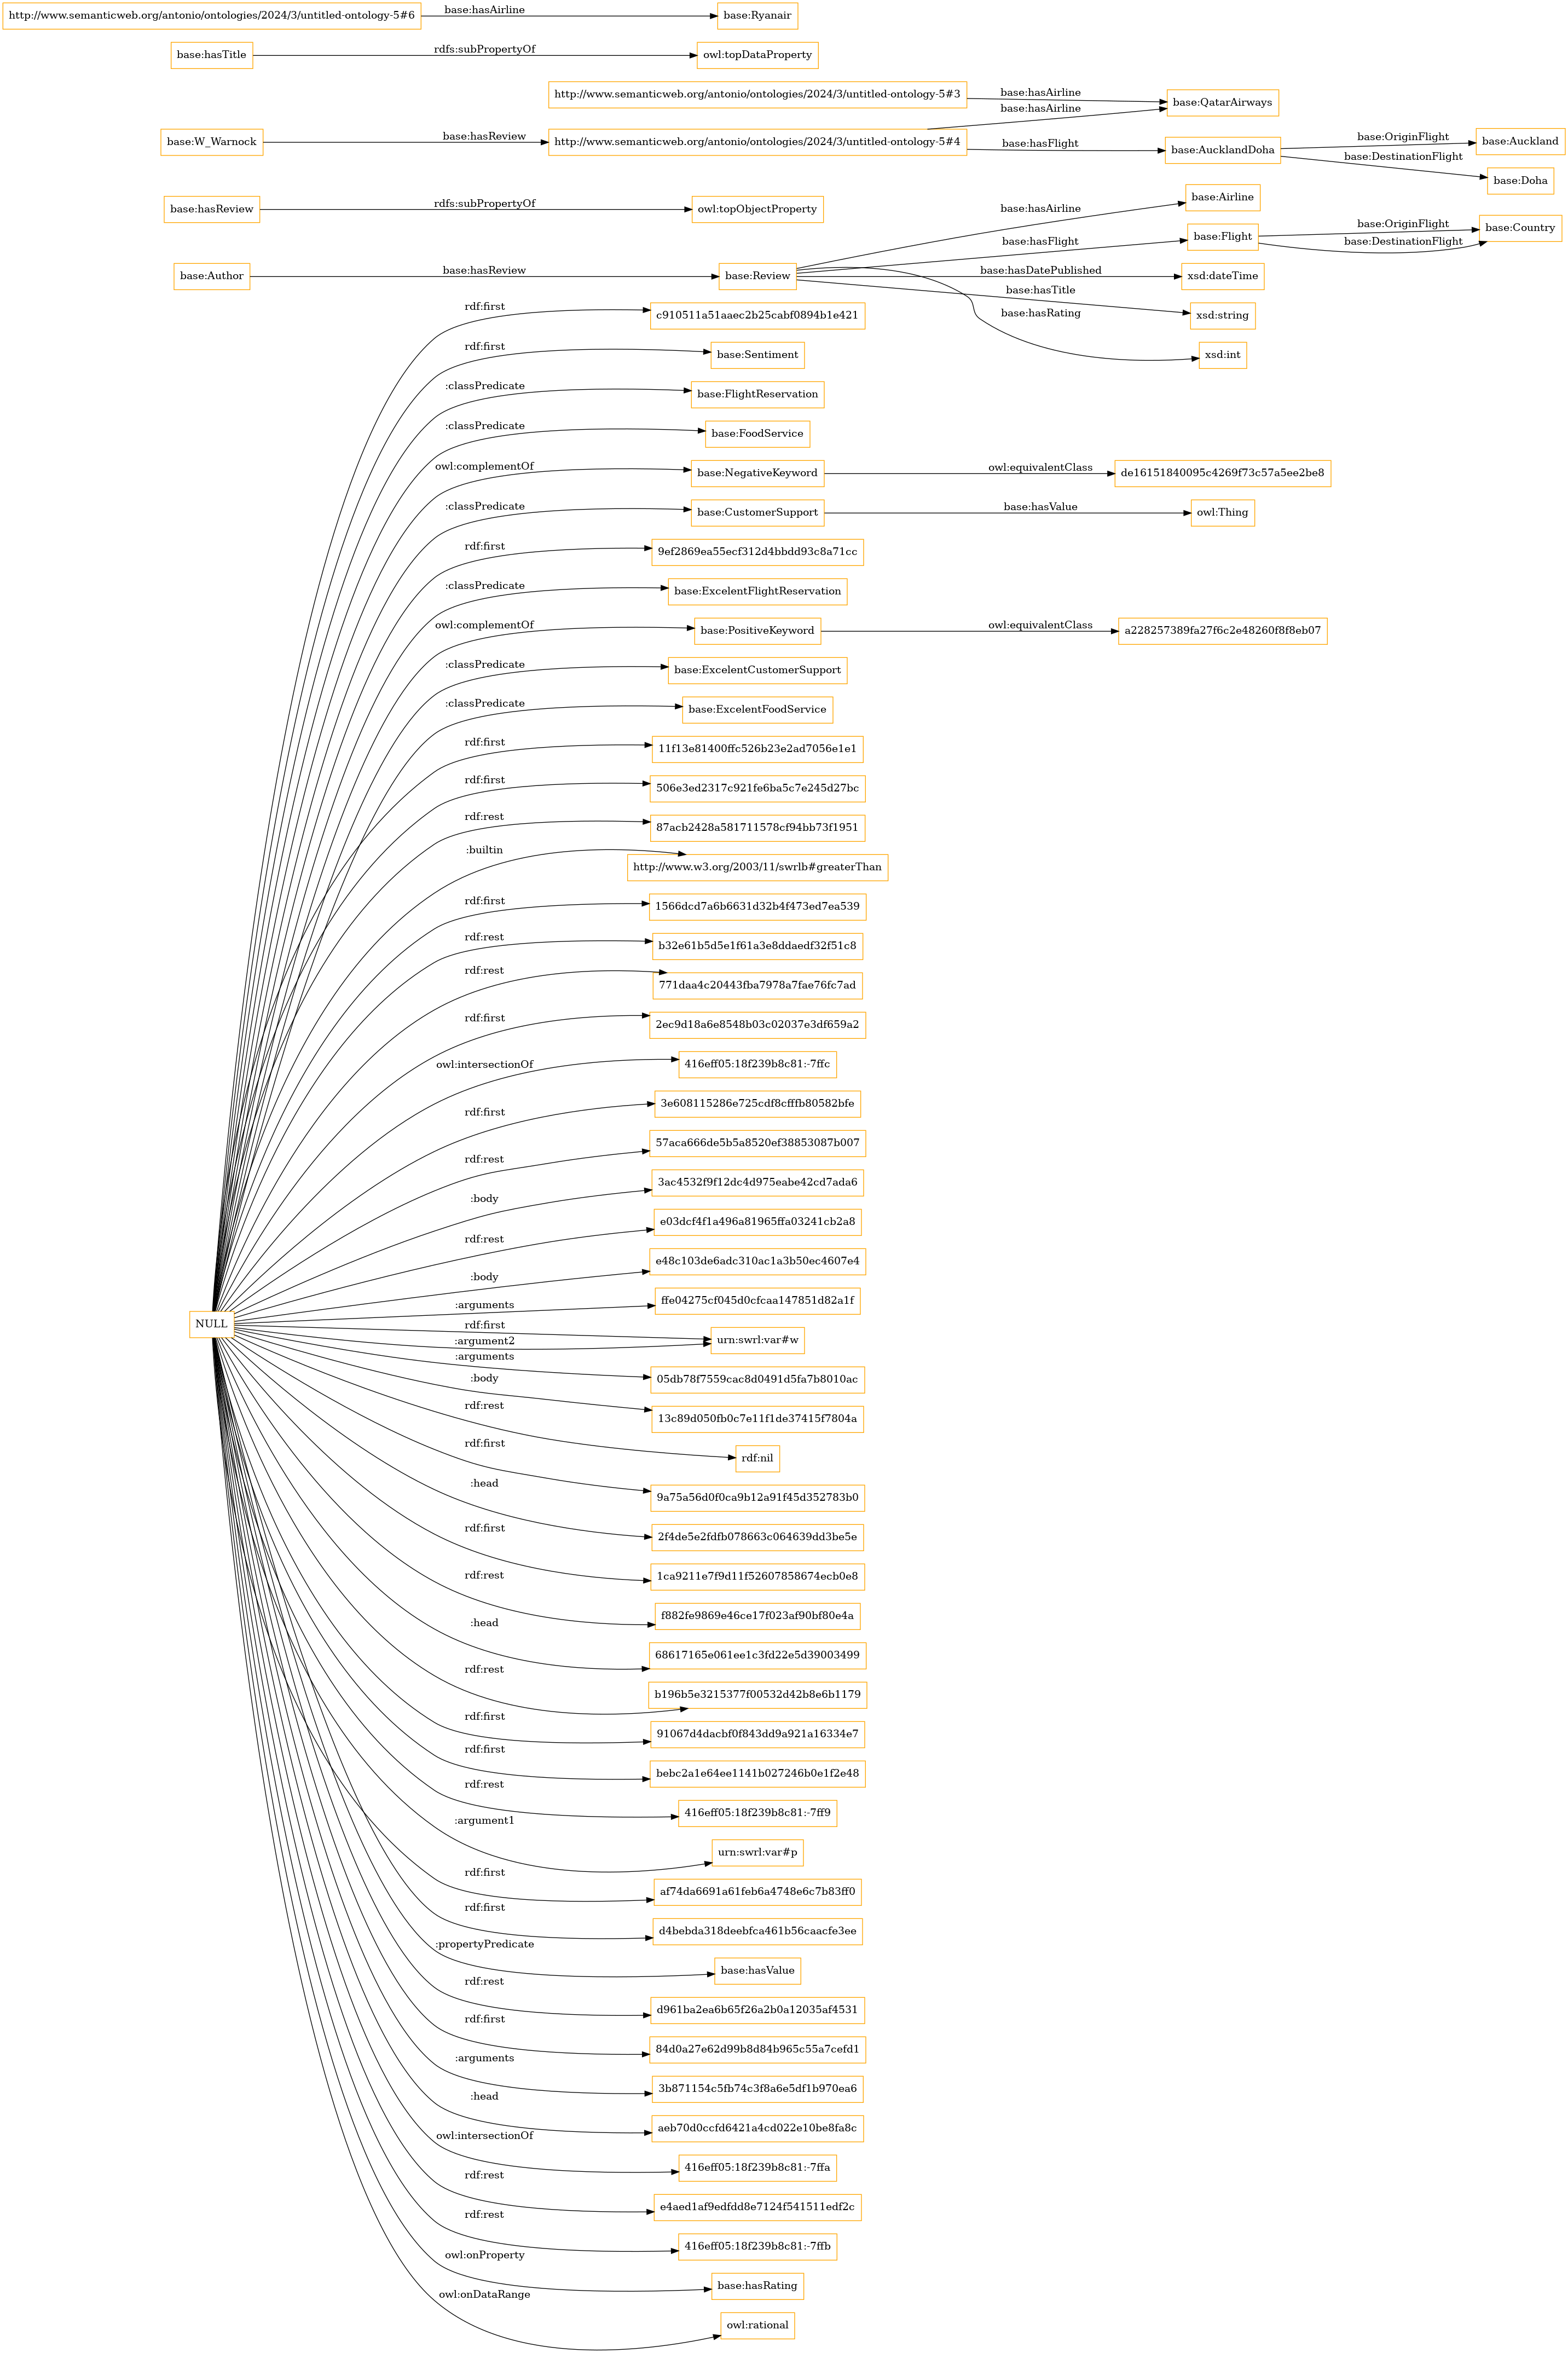 http://www.semanticweb.org/antonio/ontologies/2024/3/untitled-ontology-5#6 base:hasAirline base:Ryanair
base:hasTitle rdfs:subPropertyOf owl:topDataProperty
http://www.semanticweb.org/antonio/ontologies/2024/3/untitled-ontology-5#3 base:hasAirline base:QatarAirways
base:hasAirline
base:W_Warnock base:hasReview http://www.semanticweb.org/antonio/ontologies/2024/3/untitled-ontology-5#4 base:hasFlight base:AucklandDoha base:OriginFlight base:Auckland
base:DestinationFlight base:Doha
base:hasReview rdfs:subPropertyOf owl:topObjectProperty
base:hasAirline base:Airline
base:hasFlight base:Flight base:OriginFlight base:Country
base:DestinationFlight
base:Author base:hasReview base:Review base:hasDatePublished xsd:dateTime
base:hasTitle xsd:string
base:hasRating xsd:int
rdf:first c910511a51aaec2b25cabf0894b1e421
rdf:first base:Sentiment
:classPredicate base:FlightReservation
:classPredicate base:FoodService
owl:complementOf base:NegativeKeyword owl:equivalentClass de16151840095c4269f73c57a5ee2be8
:classPredicate base:CustomerSupport base:hasValue owl:Thing
rdf:first 9ef2869ea55ecf312d4bbdd93c8a71cc
:classPredicate base:ExcelentFlightReservation
owl:complementOf base:PositiveKeyword owl:equivalentClass a228257389fa27f6c2e48260f8f8eb07
:classPredicate base:ExcelentCustomerSupport
:classPredicate base:ExcelentFoodService
rdf:first 11f13e81400ffc526b23e2ad7056e1e1
rdf:first 506e3ed2317c921fe6ba5c7e245d27bc
rdf:rest 87acb2428a581711578cf94bb73f1951
:builtin http://www.w3.org/2003/11/swrlb#greaterThan
rdf:first 1566dcd7a6b6631d32b4f473ed7ea539
rdf:rest b32e61b5d5e1f61a3e8ddaedf32f51c8
rdf:rest 771daa4c20443fba7978a7fae76fc7ad
rdf:first 2ec9d18a6e8548b03c02037e3df659a2
owl:intersectionOf 416eff05:18f239b8c81:-7ffc
rdf:first 3e608115286e725cdf8cfffb80582bfe
rdf:rest 57aca666de5b5a8520ef38853087b007
:body 3ac4532f9f12dc4d975eabe42cd7ada6
rdf:rest e03dcf4f1a496a81965ffa03241cb2a8
:body e48c103de6adc310ac1a3b50ec4607e4
:arguments ffe04275cf045d0cfcaa147851d82a1f
NULL rdf:first urn:swrl:var#w
:argument2
:arguments 05db78f7559cac8d0491d5fa7b8010ac
:body 13c89d050fb0c7e11f1de37415f7804a
rdf:rest rdf:nil
rdf:first 9a75a56d0f0ca9b12a91f45d352783b0
:head 2f4de5e2fdfb078663c064639dd3be5e
rdf:first 1ca9211e7f9d11f52607858674ecb0e8
rdf:rest f882fe9869e46ce17f023af90bf80e4a
:head 68617165e061ee1c3fd22e5d39003499
rdf:rest b196b5e3215377f00532d42b8e6b1179
rdf:first 91067d4dacbf0f843dd9a921a16334e7
rdf:first bebc2a1e64ee1141b027246b0e1f2e48
rdf:rest 416eff05:18f239b8c81:-7ff9
:argument1 urn:swrl:var#p
rdf:first af74da6691a61feb6a4748e6c7b83ff0
rdf:first d4bebda318deebfca461b56caacfe3ee
:propertyPredicate base:hasValue
rdf:rest d961ba2ea6b65f26a2b0a12035af4531
rdf:first 84d0a27e62d99b8d84b965c55a7cefd1
:arguments 3b871154c5fb74c3f8a6e5df1b970ea6
:head aeb70d0ccfd6421a4cd022e10be8fa8c
owl:intersectionOf 416eff05:18f239b8c81:-7ffa
rdf:rest e4aed1af9edfdd8e7124f541511edf2c
rdf:rest 416eff05:18f239b8c81:-7ffb
owl:onProperty base:hasRating
owl:onDataRange owl:rational